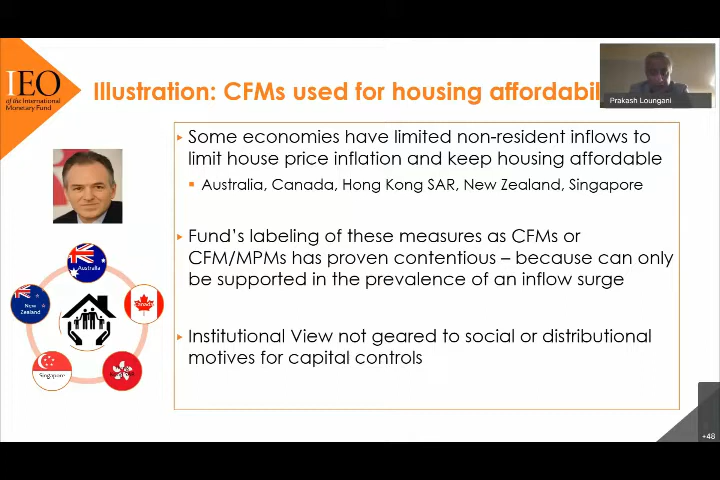 IEO
of the International
Monetary Fund
Illustration: CFMs used for housing affordabil
Prakash Loungani
Some economies have limited non-resident inflows to
limit house price inflation and keep housing affordable
Australia, Canada, Hong Kong SAR, New Zealand, Singapore
Fund's labeling of these measures as CFMs or
CFM/MPMs has proven contentious – because can only
be supported in the prevalence of an inflow surge
Institutional View not geared to social or distributional
motives for capital controls
Australia
New
Zealand
Canada
Singapore
+48